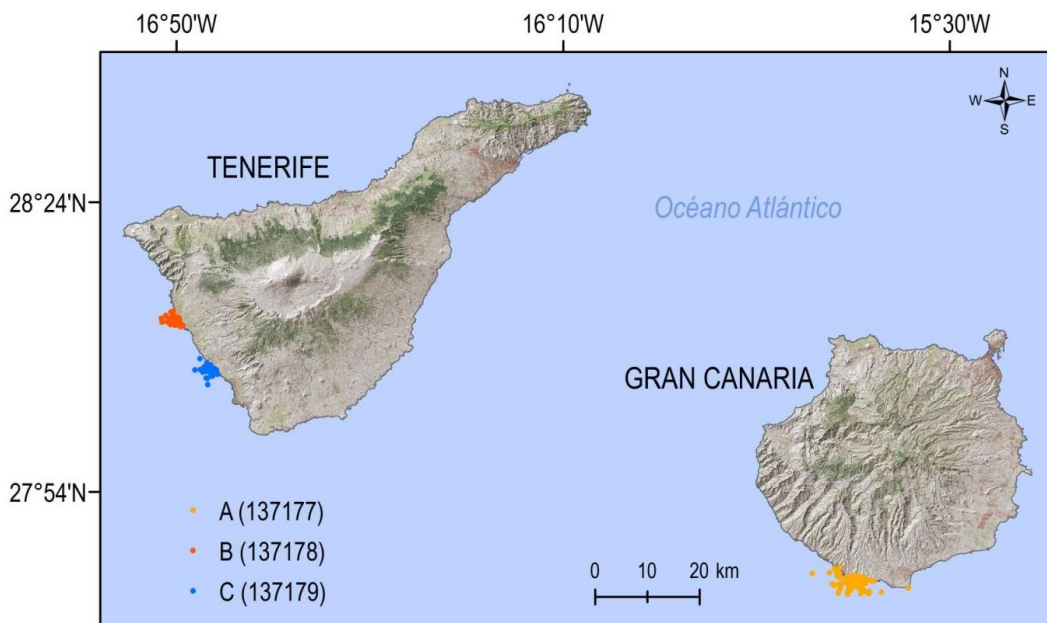 16°50'W 16°10'W 15°30'W
N
W E
S
TENERIFE
28°24'N
Océano Atlántico
GRAN CANARIA
27°54'N
A (137177)
B (137178)
C (137179)
0 10 20 km